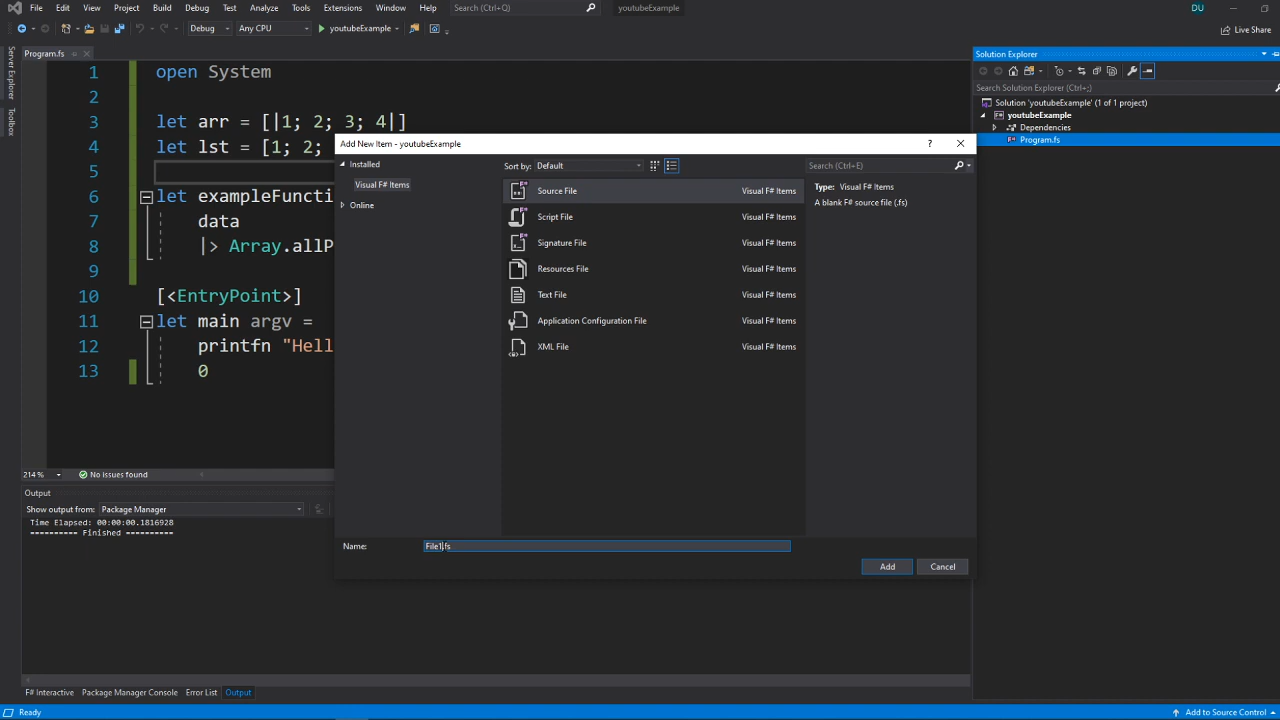 File Edit View Project Build Debug Test Analyze Tools Extensions Window Help Search (Ctrl+Q) youtubeExample DU
Debug Any CPU youtubeExample Live Share
Server Explorer
Toolbox
Program.fs
1 open System
2
3 let arr = [|1; 2; 3; 4|]
4 let lst = [1; 2;
5
6 let exampleFuncti
7 data
8 |> Array.allP
9
10 [<EntryPoint>]
11 let main argv =
12 printfn "Hell
13 0
Add New Item - youtubeExample
Installed
Visual F# Items
Online
Sort by: Default
Search (Ctrl+E)
Source File Visual F# Items
Script File Visual F# Items
Signature File Visual F# Items
Resources File Visual F# Items
Text File Visual F# Items
Application Configuration File Visual F# Items
XML File Visual F# Items
Type: Visual F# Items
A blank F# source file (.fs)
Name: File1.fs
Add Cancel
Solution Explorer
Search Solution Explorer (Ctrl+;)
Solution 'youtubeExample' (1 of 1 project)
youtubeExample
Dependencies
Program.fs
214 % No issues found
Output
Show output from: Package Manager
Time Elapsed: 00:00:00.1816928
========== Finished ==========
F# Interactive Package Manager Console Error List Output
Ready Add to Source Control